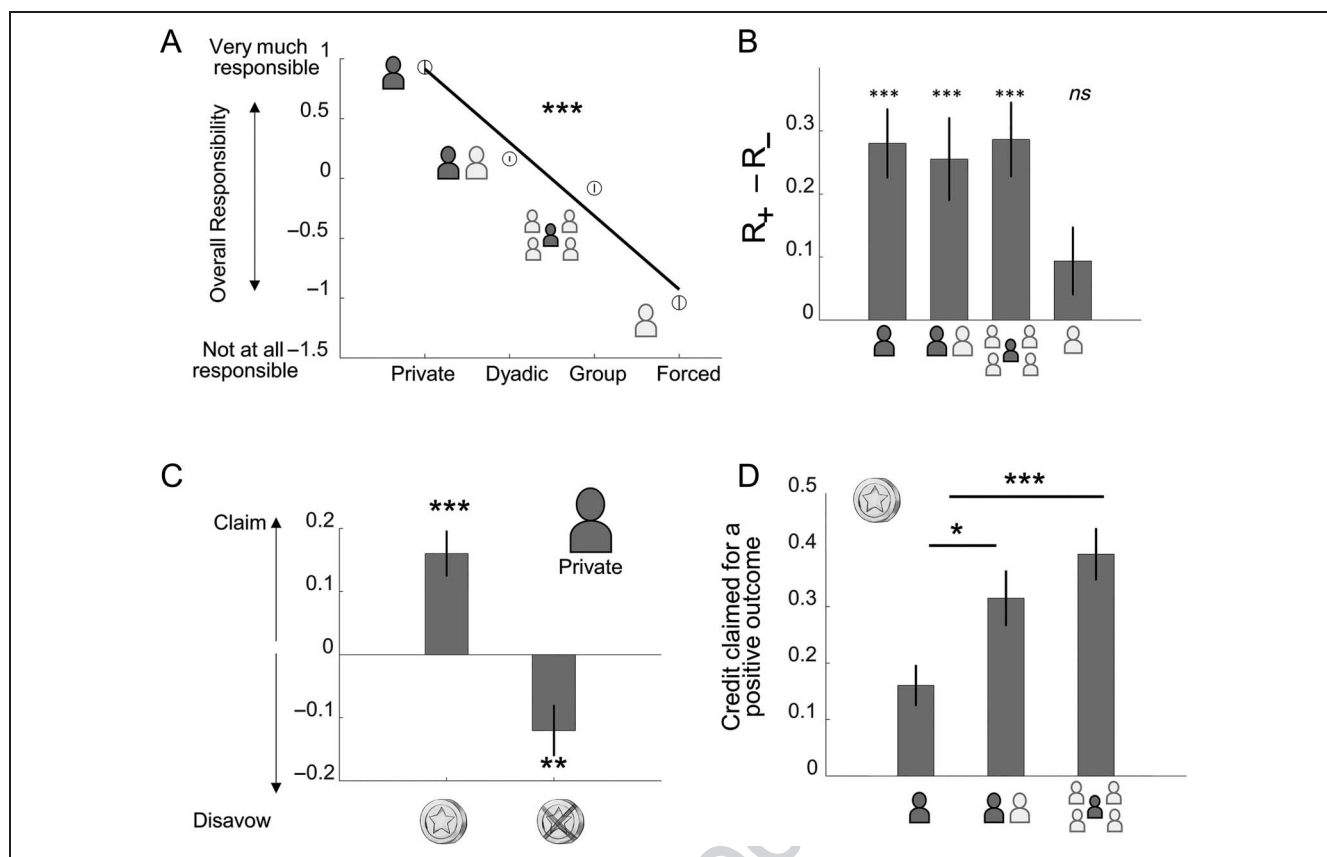 A
Very much
responsible
Overall Responsibility
Not at all
responsible
1
0.5
0
−0.5
−1
−1.5
***
Private
Dyadic
Group
Forced
B
R+ − R−
0.3
0.2
0.1
0
***
***
***
ns
C
Claim
Disavow
0.2
0.1
0
−0.1
−0.2
***
**
Private
D
Credit claimed for a
positive outcome
0.5
0.4
0.3
0.2
0.1
0
*
***